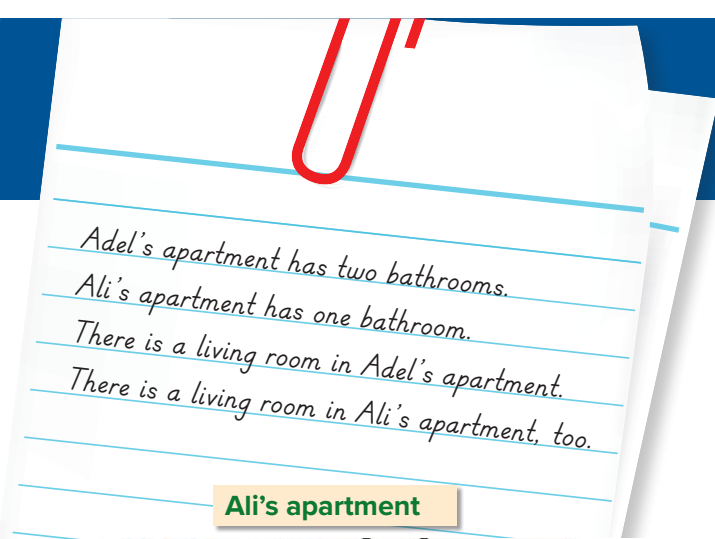 Adel's apartment has two bathrooms.
Ali's apartment has one bathroom.
There is a living room in Adel's apartment.
There is a living room in Ali's apartment, too.
Ali's apartment